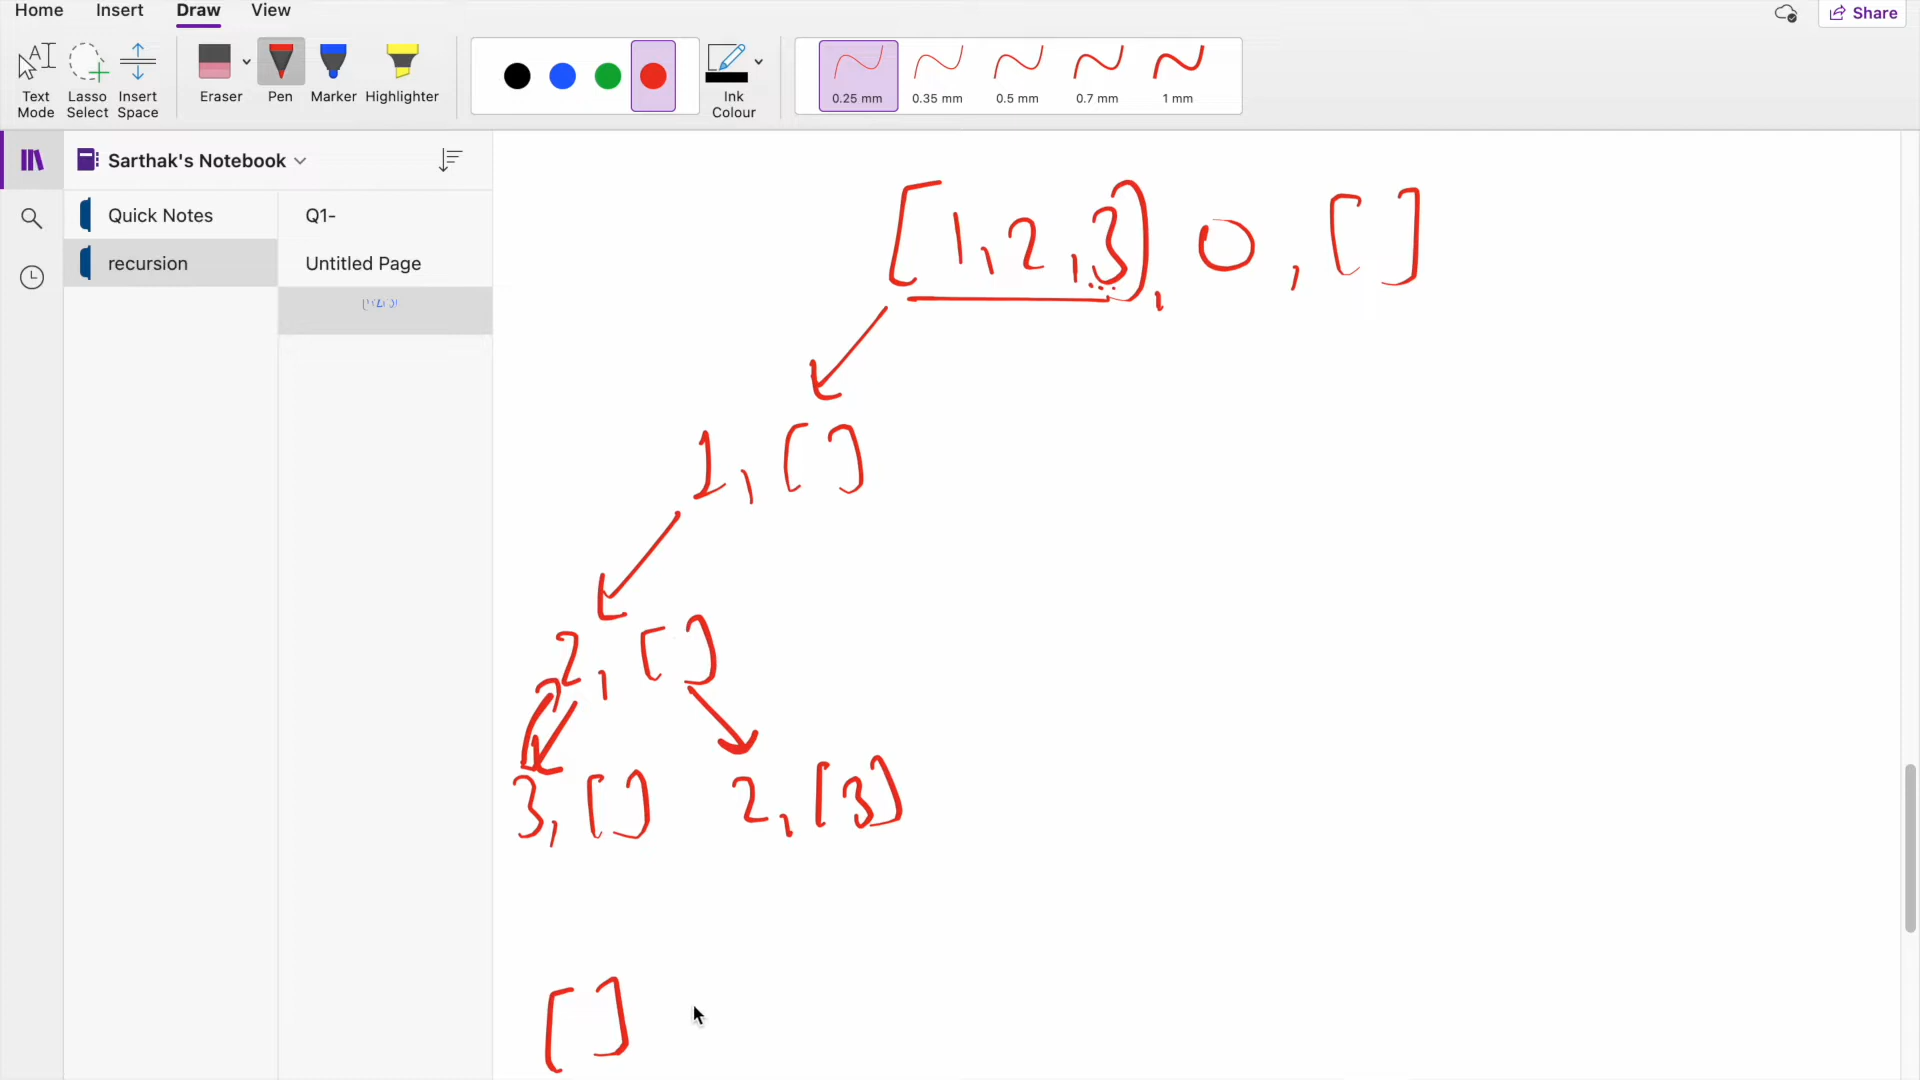 Home Insert Draw View
Share
Text Mode
Lasso Select
Insert Space
Eraser
Pen
Marker
Highlighter
Ink Colour
0.25 mm
0.35 mm
0.5 mm
0.7 mm
1 mm
Sarthak's Notebook
Quick Notes
Q1-
recursion
Untitled Page
[1,2,3], 0, []
1, []
2, []
3, [] 2, [3]
[]